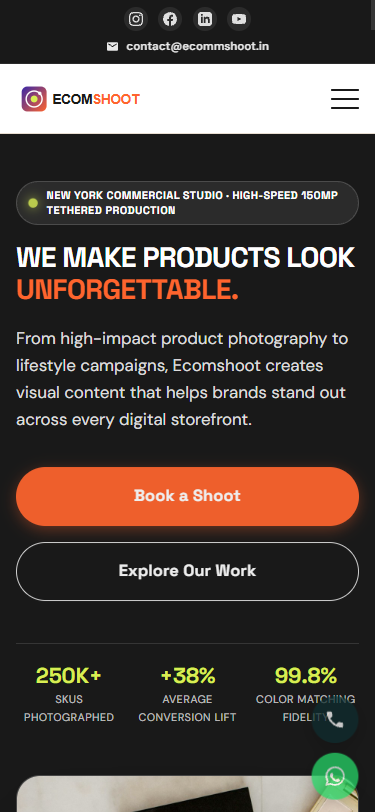 contact@ecommshoot.in
ECOMSHOOT
NEW YORK COMMERCIAL STUDIO · HIGH-SPEED 150MP
TETHERED PRODUCTION
WE MAKE PRODUCTS LOOK
UNFORGETTABLE.
From high-impact product photography to
lifestyle campaigns, Ecomshoot creates
visual content that helps brands stand out
across every digital storefront.
Book a Shoot
Explore Our Work
250K+ +38% 99.8%
SKUS AVERAGE COLOR MATCHING
PHOTOGRAPHED CONVERSION LIFT FIDELITY